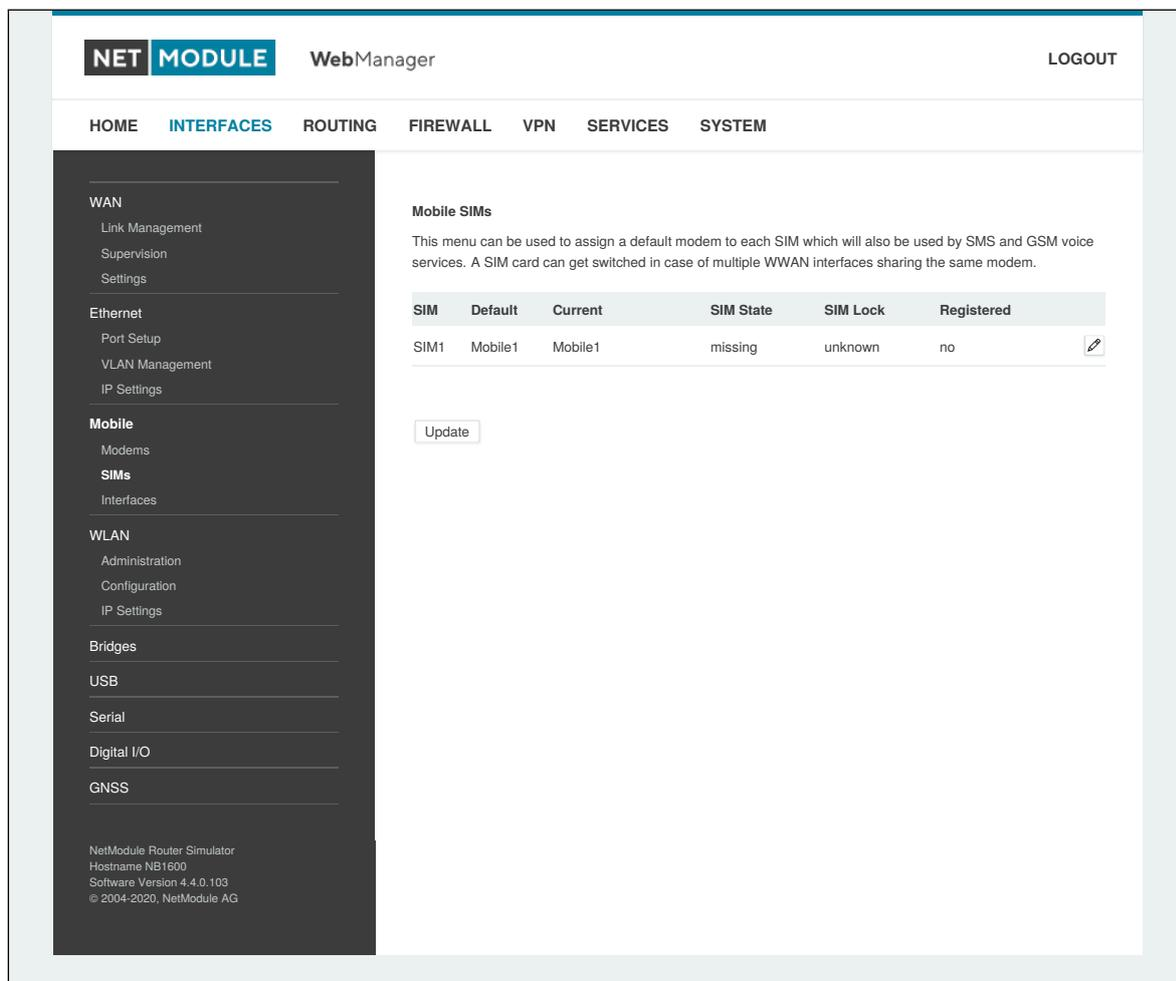 NET MODULE WebManager LOGOUT
HOME INTERFACES ROUTING FIREWALL VPN SERVICES SYSTEM
WAN
Link Management
Supervision
Settings
Ethernet
Port Setup
VLAN Management
IP Settings
Mobile
Modems
SIMs
Interfaces
WLAN
Administration
Configuration
IP Settings
Bridges
USB
Serial
Digital I/O
GNSS
NetModule Router Simulator
Hostname NB1600
Software Version 4.4.0.103
© 2004-2020, NetModule AG
Mobile SIMs
This menu can be used to assign a default modem to each SIM which will also be used by SMS and GSM voice
services. A SIM card can get switched in case of multiple WWAN interfaces sharing the same modem.
SIM Default Current SIM State SIM Lock Registered
SIM1 Mobile1 Mobile1 missing unknown no
Update